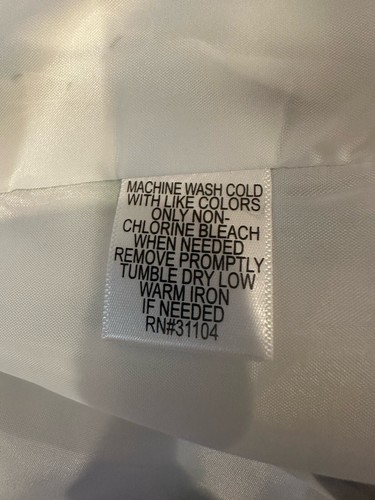 MACHINE WASH COLD
WITH LIKE COLORS
ONLY NON-
CHLORINE BLEACH
WHEN NEEDED
REMOVE PROMPTLY
TUMBLE DRY LOW
WARM IRON
IF NEEDED
RN#31104